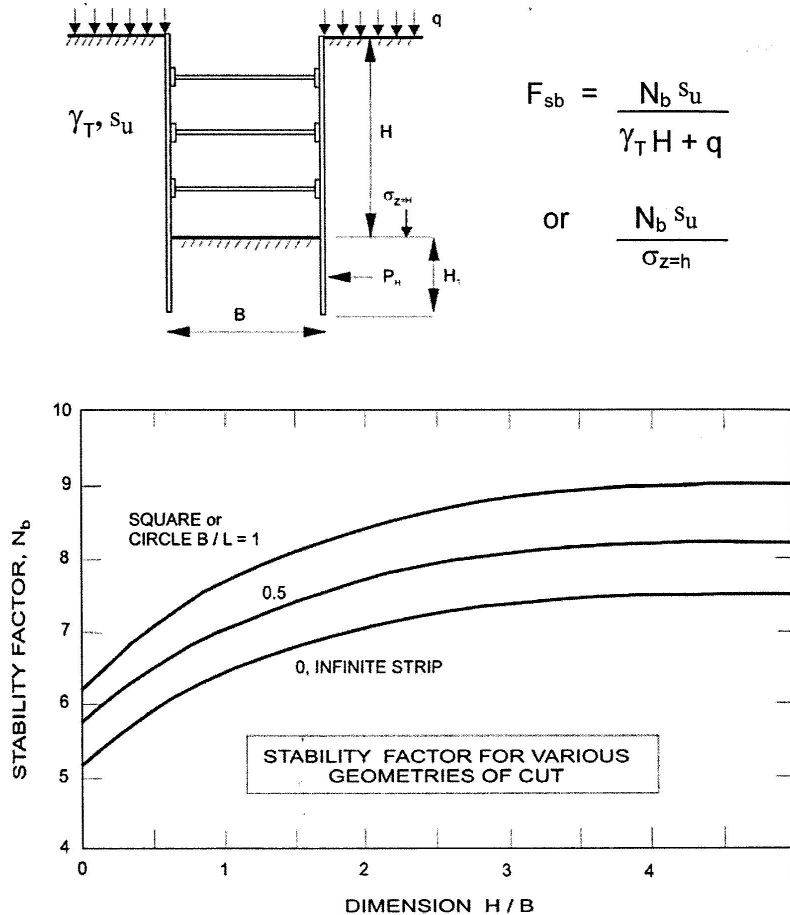 q
γT, su
H
σz=H
PH
H1
B
Fsb = Nb su
γT H + q
or Nb su
σz=h
10
9
8
7
6
5
4
STABILITY FACTOR, Nb
SQUARE or
CIRCLE B / L = 1
0.5
0, INFINITE STRIP
STABILITY FACTOR FOR VARIOUS
GEOMETRIES OF CUT
0 1 2 3 4
DIMENSION H / B